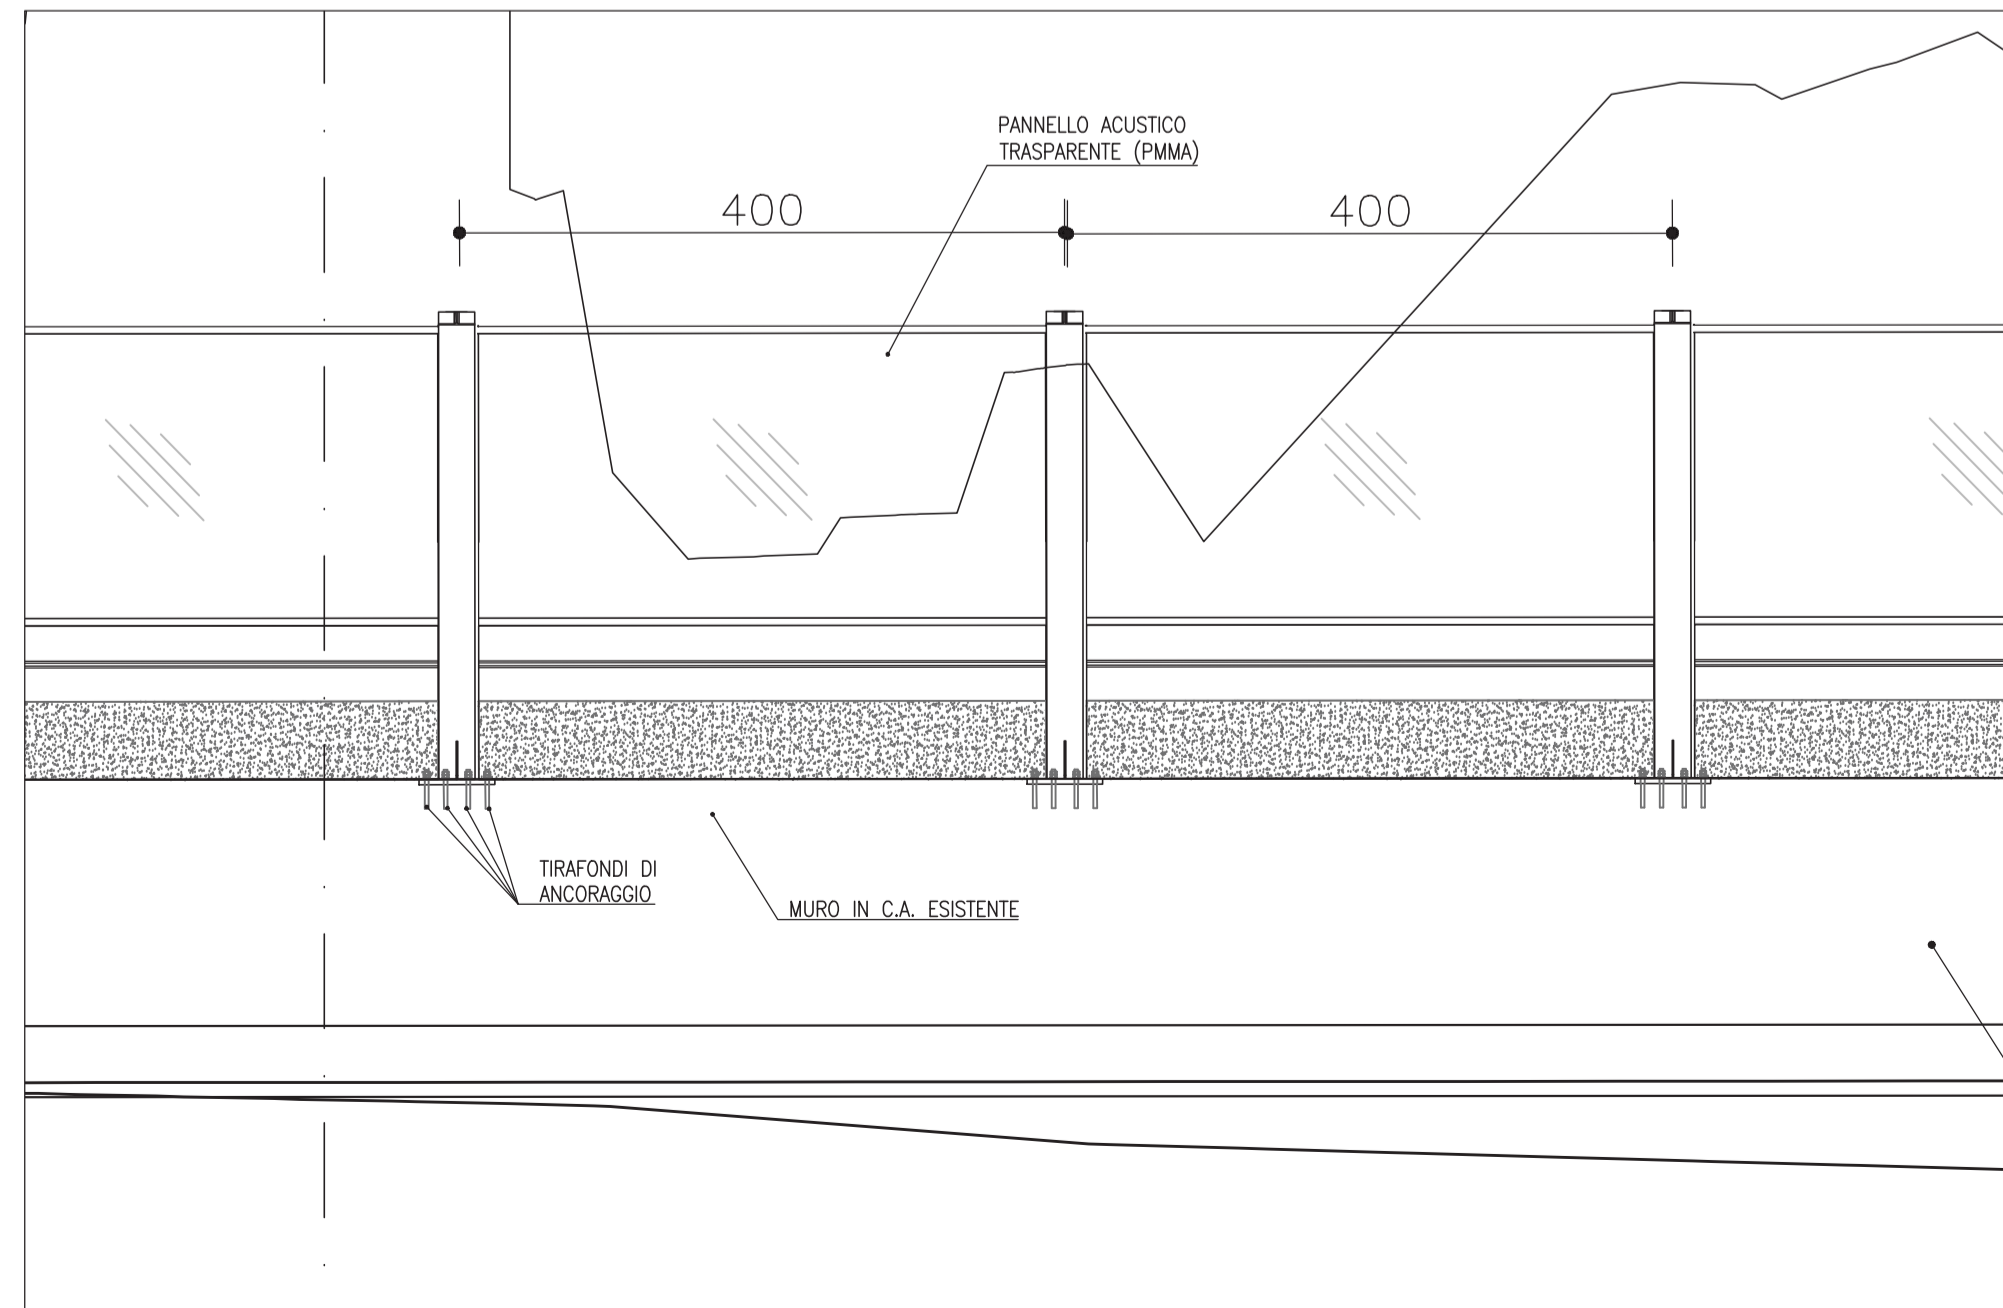 PANNELLO ACUSTICO
TRASPARENTE (PMMA)
400
400
TIRAFONDI DI
ANCORAGGIO
MURO IN C.A. ESISTENTE